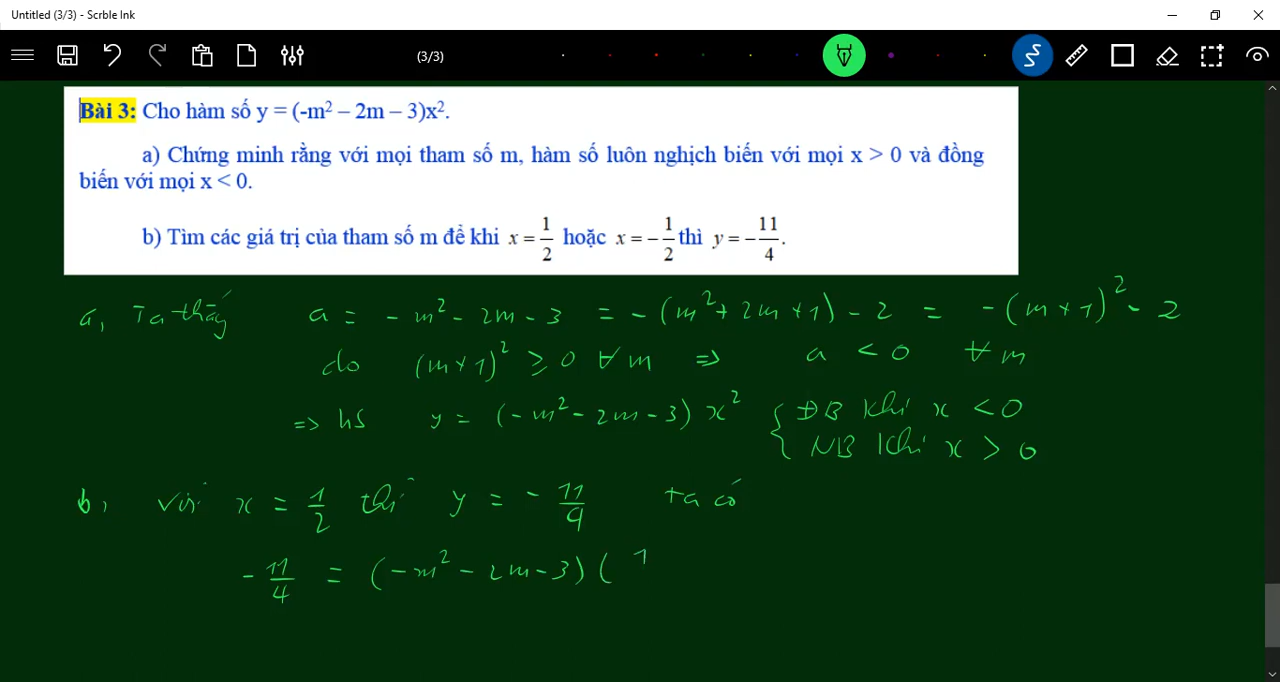 Untitled (3/3) - Scrble Ink
(3/3)
Bài 3: Cho hàm số y = (-m² – 2m – 3)x².
a) Chứng minh rằng với mọi tham số m, hàm số luôn nghịch biến với mọi x > 0 và đồng
biến với mọi x < 0.
b) Tìm các giá trị của tham số m để khi x = 1/2 hoặc x = -1/2 thì y = -11/4.
a, Ta thấy a = -m² - 2m - 3 = -(m² + 2m + 1) - 2 = -(m + 1)² - 2
do (m + 1)² ≥ 0 ∀ m => a < 0 ∀ m
=> hs y = (-m² - 2m - 3) x² { ĐB khi x < 0
NB khi x > 0
b, Với x = 1/2 thì y = -11/4 ta có
-11/4 = (-m² - 2m - 3) ( 1